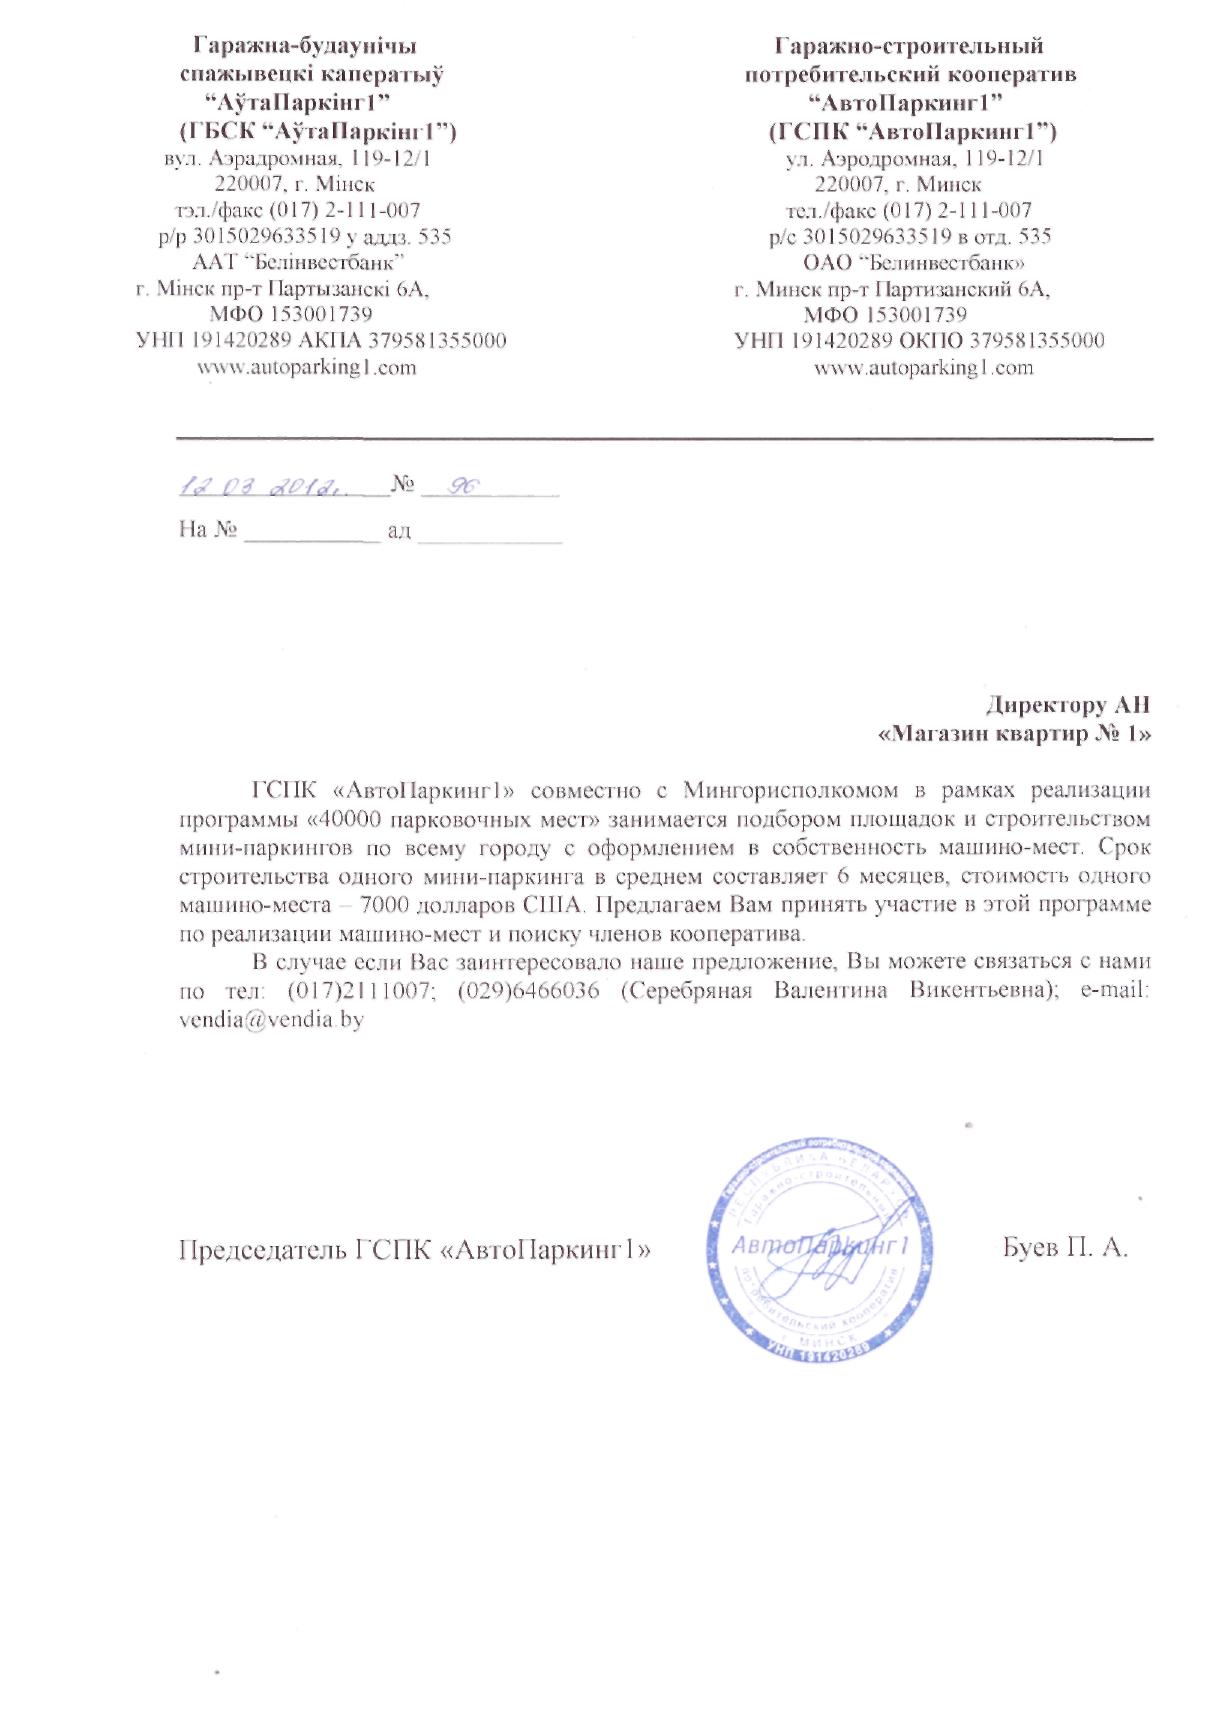 Гаражна-будаунічы
спажывецкі каператыў
“АўтаПаркінг1”
(ГБСК “АўтаПаркінг1”)
вул. Аэрадромная, 119-12/1
220007, г. Мінск
тэл./факс (017) 2-111-007
р/р 3015029633519 у аддз. 535
ААТ “Белінвестбанк”
г. Мінск пр-т Партызанскі 6А,
МФО 153001739
УНП 191420289 АКПА 379581355000
www.autoparking1.com
Гаражно-строительный
потребительский кооператив
“АвтоПаркинг1”
(ГСПК “АвтоПаркинг1”)
ул. Аэродромная, 119-12/1
220007, г. Минск
тел./факс (017) 2-111-007
р/с 3015029633519 в отд. 535
ОАО “Белинвестбанк»
г. Минск пр-т Партизанский 6А,
МФО 153001739
УНП 191420289 ОКПО 379581355000
www.autoparking1.com
12 03 2012г. № 96
На № ____________ ад ____________
Директору АН
«Магазин квартир № 1»
ГСПК «АвтоПаркинг1» совместно с Мингорисполкомом в рамках реализации
программы «40000 парковочных мест» занимается подбором площадок и строительством
мини-паркингов по всему городу с оформлением в собственность машино-мест. Срок
строительства одного мини-паркинга в среднем составляет 6 месяцев, стоимость одного
машино-места – 7000 долларов США. Предлагаем Вам принять участие в этой программе
по реализации машино-мест и поиску членов кооператива.
В случае если Вас заинтересовало наше предложение, Вы можете связаться с нами
по тел: (017)2111007; (029)6466036 (Серебряная Валентина Викентьевна); e-mail:
vendia@vendia.by
Председатель ГСПК «АвтоПаркинг1»
Гаражно-строительный потребительский кооператив
РЕСПУБЛИКА БЕЛАРУСЬ
Гаражно-строительный
АвтоПаркинг1
потребительский кооператив
г. МИНСК
УНП 191420289
Буев П. А.